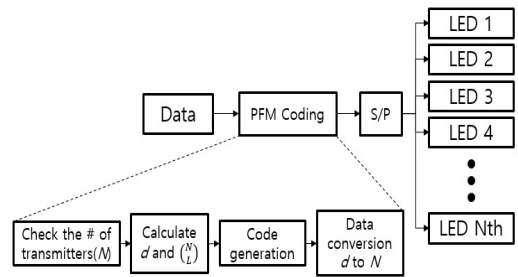 LED 1
LED 2
LED 3
LED 4
LED Nth
Data
PFM Coding
S/P
Check the # of
transmitters(N)
Calculate
d and (N L)
Code
generation
Data
conversion
d to N